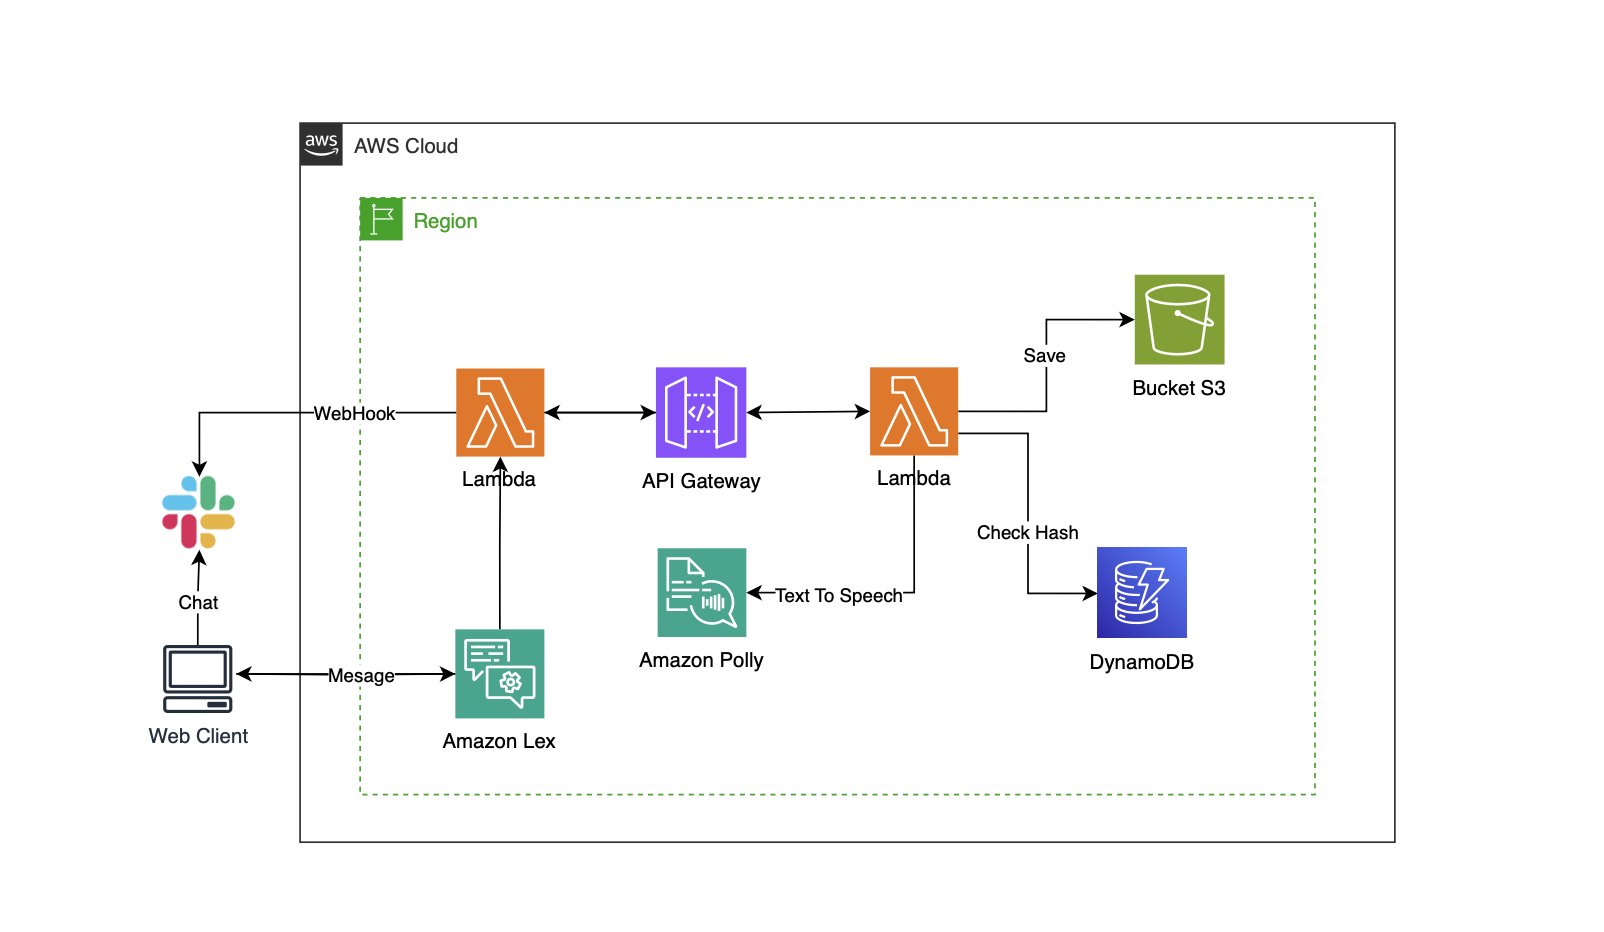 aws
AWS Cloud
Region
Bucket S3
Save
WebHook
Lambda
</>
API Gateway
Lambda
Check Hash
Text To Speech
Chat
Amazon Polly
DynamoDB
Mesage
Web Client
Amazon Lex